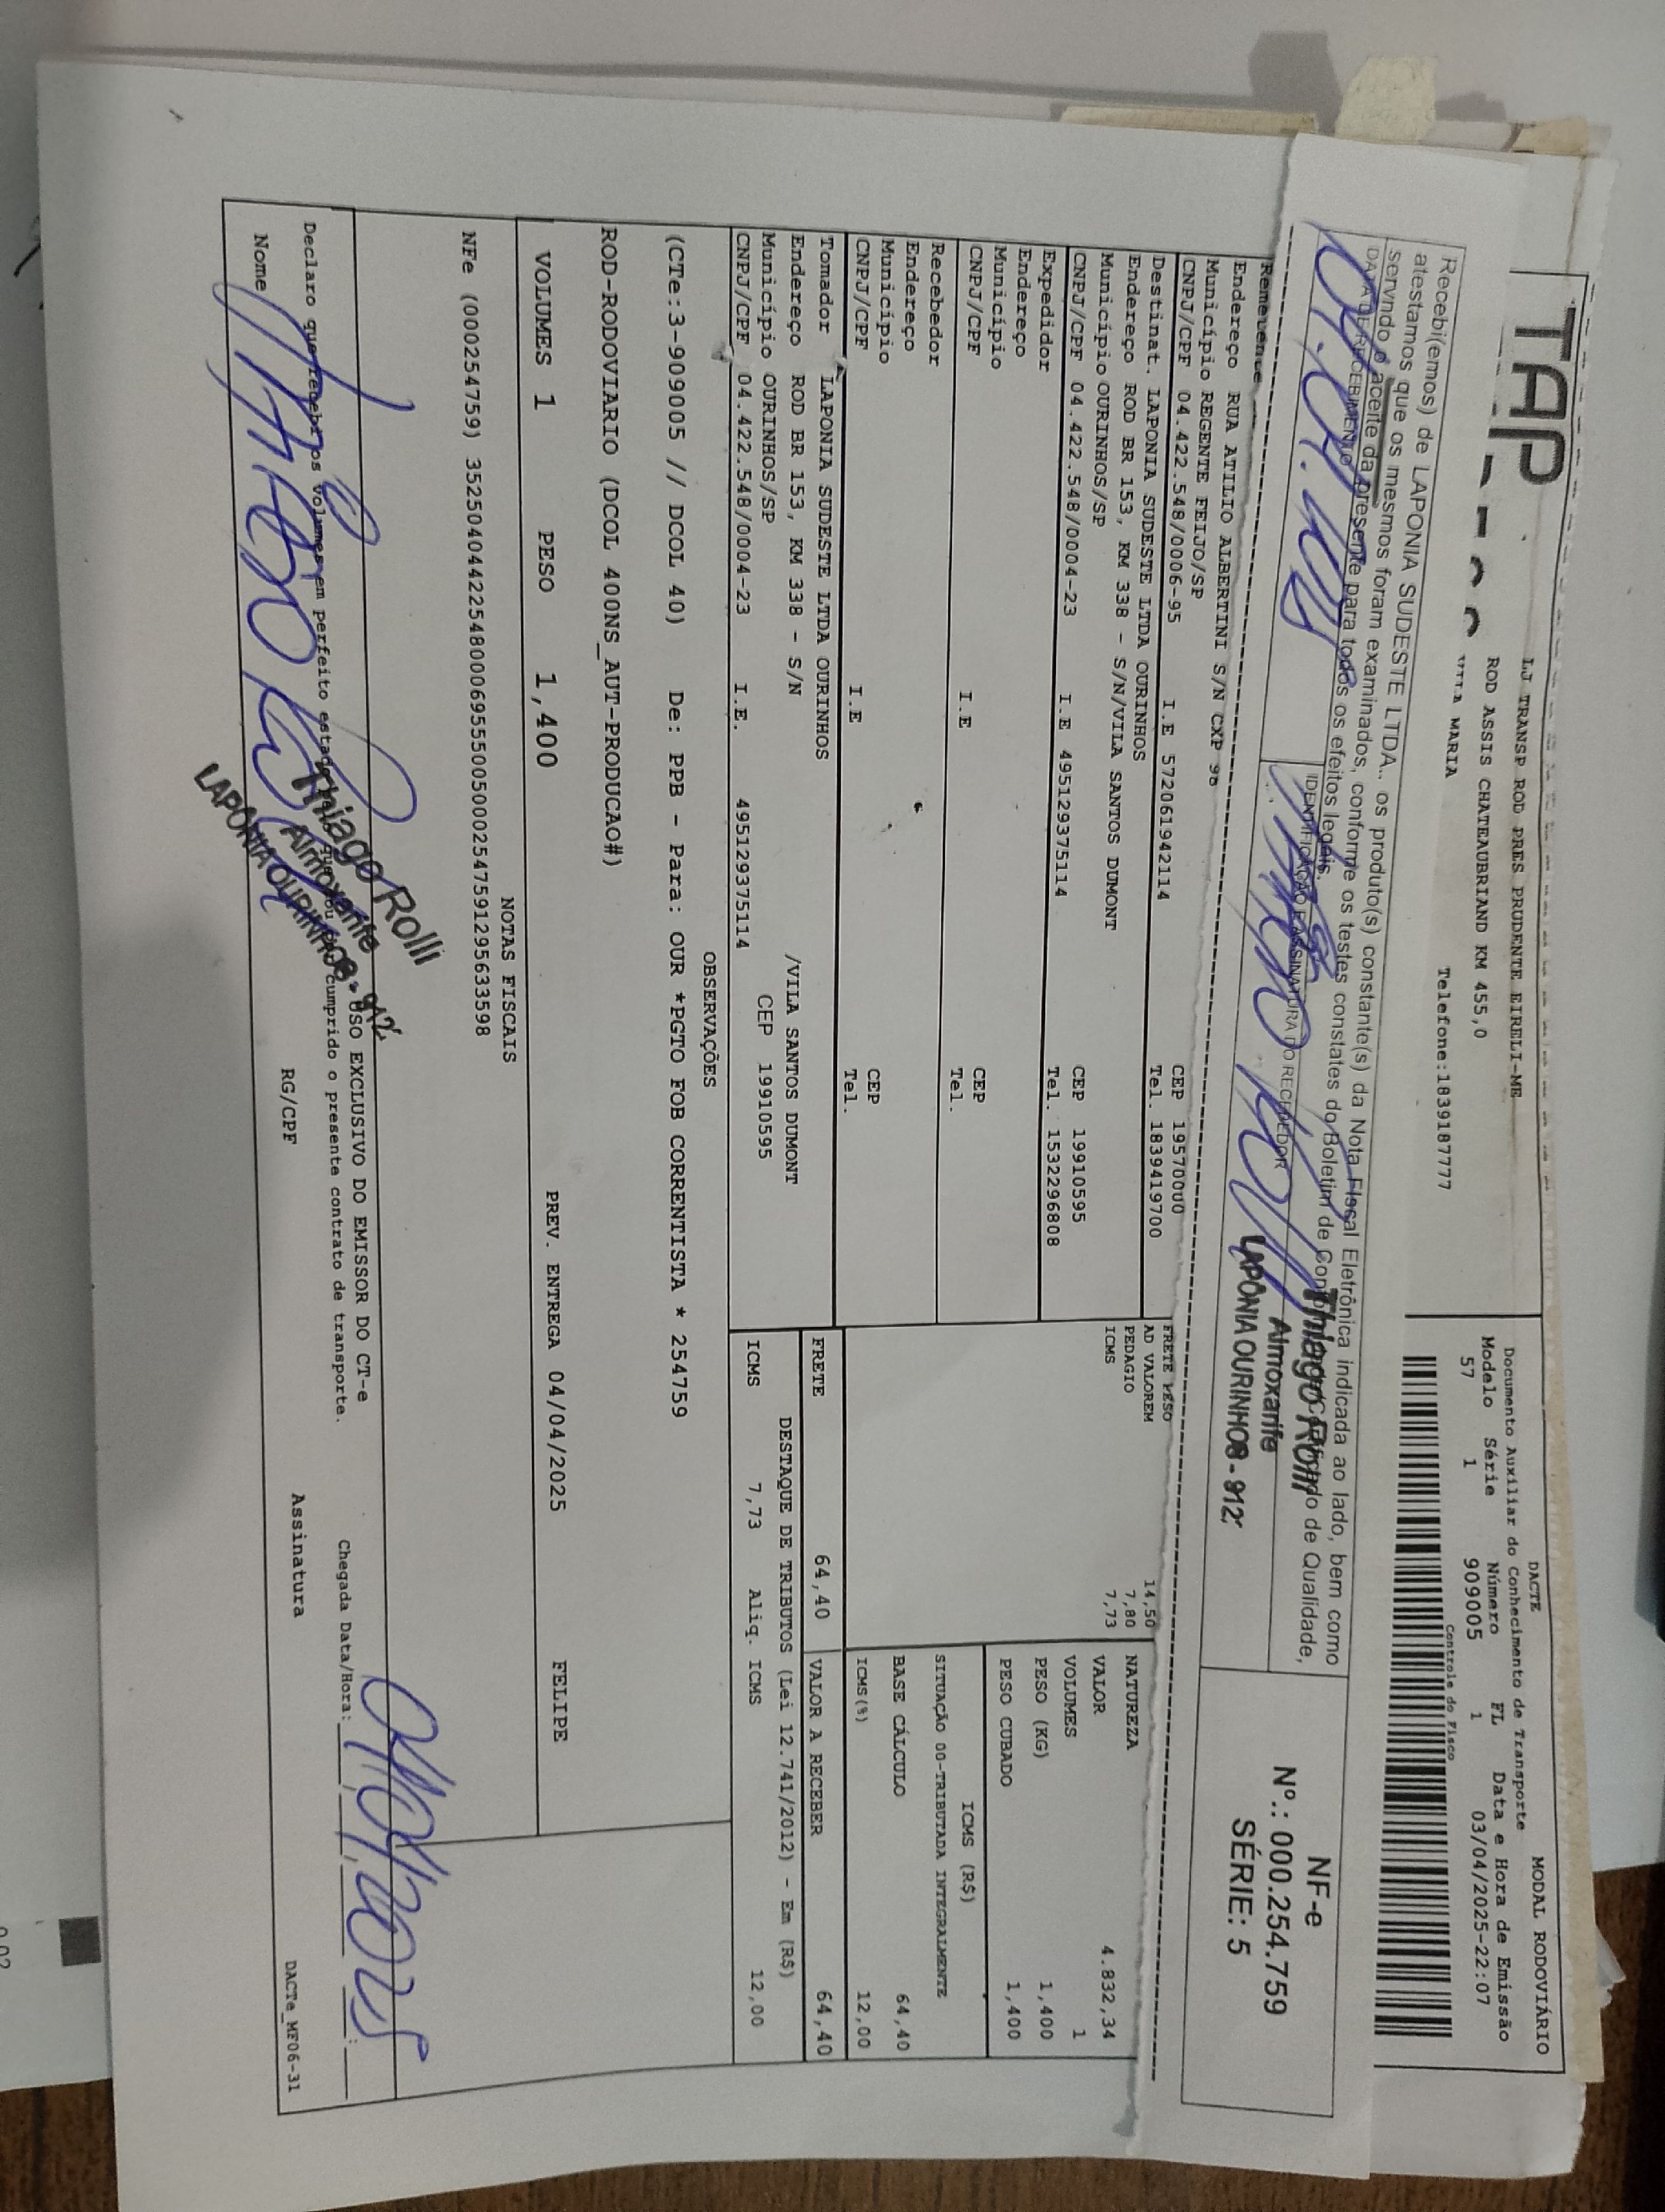 TAP
LJ TRANSP ROD PRES PRUDENTE EIRELI-ME
ROD ASSIS CHATEAUBRIAND KM 455,0
VILLA MARIA Telefone:1839187777
DACTE MODAL RODOVIÁRIO
Documento Auxiliar do Conhecimento de Transporte
Modelo Série Número FL Data e Hora de Emissão
57 1 909005 1 03/04/2025-22:07
Controle do Fisco
Recebi(emos) de LAPONIA SUDESTE LTDA.. os produto(s) constante(s) da Nota FIscal Eletrônica indicada ao lado, bem como
atestamos que os mesmos foram examinados, conforme os testes constates do Boletim de Conformidade/Certificado de Qualidade,
servndo o aceite da presente para todos os efeitos legais.
DATA DE RECEBIMENTO
IDENTIFICAÇÃO E ASSINATURA DO RECEBEDOR
Thiago Rolli
Almoxarife
LAPONIA OURINHOS - 912
NF-e
Nº.: 000.254.759
SÉRIE: 5
Remetente
Endereço RUA ATILIO ALBERTINI S/N CXP 98
Município REGENTE FEIJO/SP CEP 19570000
CNPJ/CPF 04.422.548/0006-95 I.E 572061942114 Tel. 1839419700
Destinat. LAPONIA SUDESTE LTDA OURINHOS
Endereço ROD BR 153, KM 338 - S/N/VILA SANTOS DUMONT
Município OURINHOS/SP CEP 19910595
CNPJ/CPF 04.422.548/0004-23 I.E 495129375114 Tel. 1532296808
Expedidor
Endereço
Município CEP
CNPJ/CPF I.E Tel.
Recebedor
Endereço
Município CEP
CNPJ/CPF I.E Tel.
Tomador LAPONIA SUDESTE LTDA OURINHOS
Endereço ROD BR 153, KM 338 - S/N /VILA SANTOS DUMONT
Município OURINHOS/SP CEP 19910595
CNPJ/CPF 04.422.548/0004-23 I.E. 495129375114
FRETE PESO
AD VALOREM 14,50
PEDAGIO 7,80
ICMS 7,73
NATUREZA
VALOR 4.832,34
VOLUMES 1
PESO (KG) 1,400
PESO CUBADO 1,400
ICMS (R$)
SITUAÇÃO 00-TRIBUTADA INTEGRALMENTE
BASE CÁLCULO 64,40
ICMS(%) 12,00
FRETE 64,40
VALOR A RECEBER 64,40
DESTAQUE DE TRIBUTOS (Lei 12.741/2012) - Em (R$)
ICMS 7,73 Aliq. ICMS 12,00
OBSERVAÇÕES
(CTe:3-909005 // DCOL 40) De: PPB - Para: OUR *PGTO FOB CORRENTISTA * 254759
ROD-RODOVIARIO (DCOL 400NS_AUT-PRODUCAO#)
VOLUMES 1 PESO 1,400 PREV. ENTREGA 04/04/2025 FELIPE
NOTAS FISCAIS
NFe (000254759) 35250404422548000695550050002547591295633598
USO EXCLUSIVO DO EMISSOR DO CT-e
Declaro que recebi os volumes em perfeito estado cumprido o presente contrato de transporte.
Chegada Data/Hora:
Nome RG/CPF Assinatura
Thiago Rolli
Almoxarife
LAPONIA OURINHOS - 912
DACTe_MF06-31